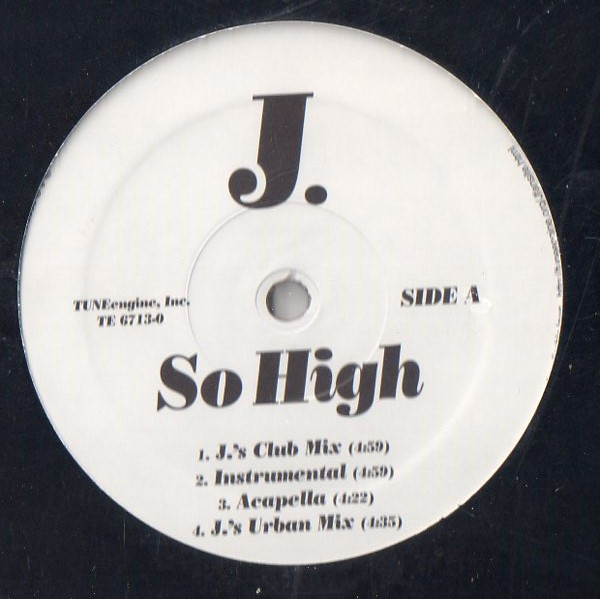 J.
TUNEengine, Inc.
TE 6713-0
SIDE A
So High
1. J.'s Club Mix (4:59)
2. Instrumental (4:59)
3. Acapella (4:22)
4. J.'s Urban Mix (4:35)